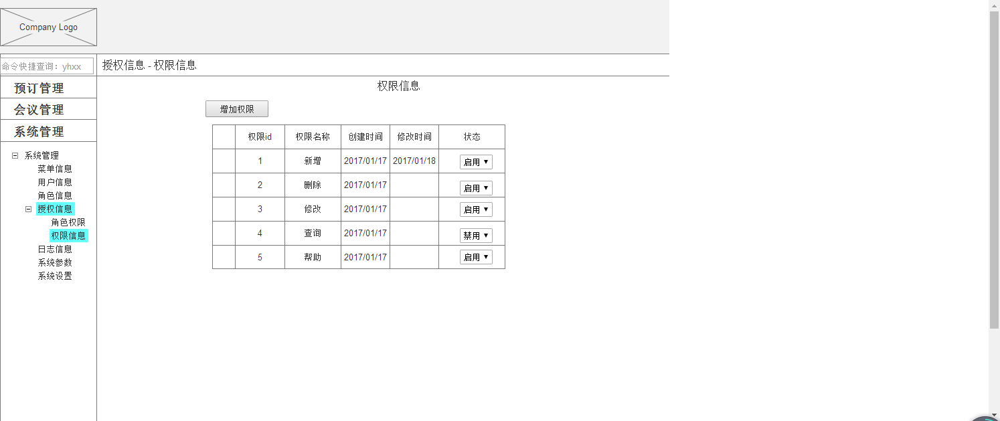 Company Logo
命令快捷查询：yhxx
授权信息 - 权限信息
预订管理
会议管理
系统管理
系统管理
菜单信息
用户信息
角色信息
授权信息
角色权限
权限信息
日志信息
系统参数
系统设置
权限信息
增加权限
权限id 权限名称 创建时间 修改时间 状态
1 新增 2017/01/17 2017/01/18 启用
2 删除 2017/01/17 启用
3 修改 2017/01/17 启用
4 查询 2017/01/17 禁用
5 帮助 2017/01/17 启用